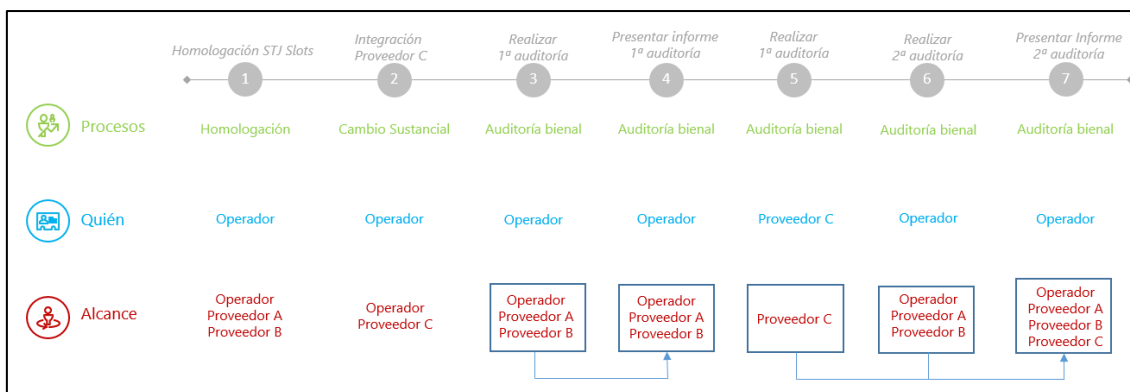 Homologación STJ Slots
Integración
Proveedor C
Realizar
1ª auditoría
Presentar informe
1ª auditoría
Realizar
1ª auditoría
Realizar
2ª auditoría
Presentar Informe
2ª auditoría
1
2
3
4
5
6
7
Procesos
Homologación
Cambio Sustancial
Auditoría bienal
Auditoría bienal
Auditoría bienal
Auditoría bienal
Auditoría bienal
Quién
Operador
Operador
Operador
Operador
Proveedor C
Operador
Operador
Alcance
Operador
Proveedor A
Proveedor B
Operador
Proveedor C
Operador
Proveedor A
Proveedor B
Operador
Proveedor A
Proveedor B
Proveedor C
Operador
Proveedor A
Proveedor B
Operador
Proveedor A
Proveedor B
Proveedor C